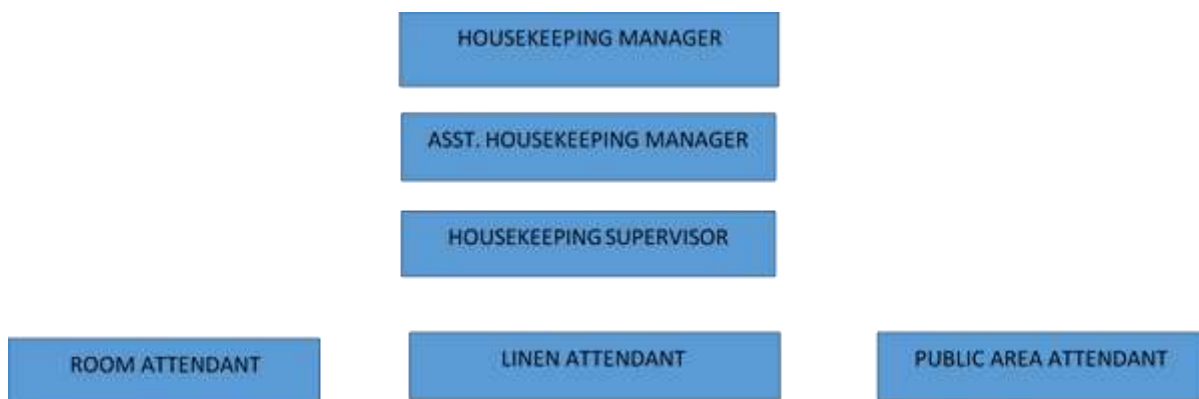 HOUSEKEEPING MANAGER
ASST. HOUSEKEEPING MANAGER
HOUSEKEEPING SUPERVISOR
ROOM ATTENDANT
LINEN ATTENDANT
PUBLIC AREA ATTENDANT